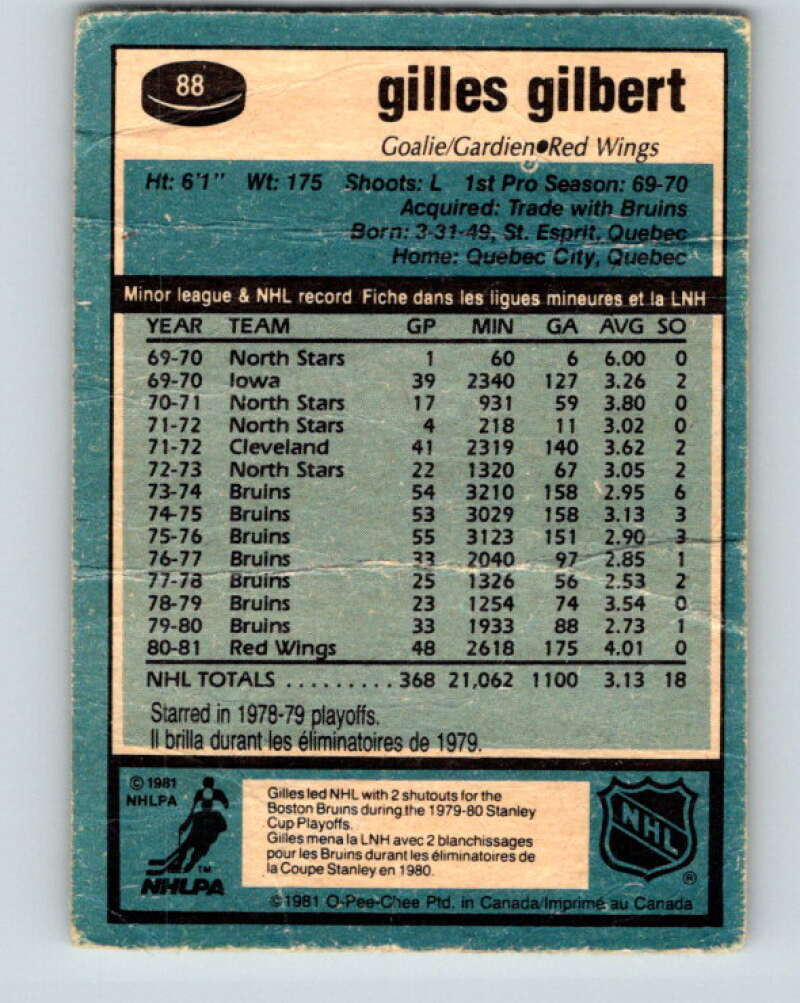 88
gilles gilbert
Goalie/Gardien●Red Wings
Ht: 6'1" Wt: 175 Shoots: L 1st Pro Season: 69-70
Acquired: Trade with Bruins
Born: 3-31-49, St. Esprit, Quebec
Home: Quebec City, Quebec
Minor league & NHL record Fiche dans les ligues mineures et la LNH
YEAR TEAM GP MIN GA AVG SO
69-70 North Stars 1 60 6 6.00 0
69-70 Iowa 39 2340 127 3.26 2
70-71 North Stars 17 931 59 3.80 0
71-72 North Stars 4 218 11 3.02 0
71-72 Cleveland 41 2319 140 3.62 2
72-73 North Stars 22 1320 67 3.05 2
73-74 Bruins 54 3210 158 2.95 6
74-75 Bruins 53 3029 158 3.13 3
75-76 Bruins 55 3123 151 2.90 3
76-77 Bruins 33 2040 97 2.85 1
77-78 Bruins 25 1326 56 2.53 2
78-79 Bruins 23 1254 74 3.54 0
79-80 Bruins 33 1933 88 2.73 1
80-81 Red Wings 48 2618 175 4.01 0
NHL TOTALS ......... 368 21,062 1100 3.13 18
Starred in 1978-79 playoffs.
Il brilla durant les éliminatoires de 1979.
© 1981
NHLPA
Gilles led NHL with 2 shutouts for the
Boston Bruins during the 1979-80 Stanley
Cup Playoffs.
Gilles mena la LNH avec 2 blanchissages
pour les Bruins durant les éliminatoires de
la Coupe Stanley en 1980.
TM
NHLPA
NHL
®
© 1981 O-Pee-Chee Ptd. in Canada/Imprimé au Canada